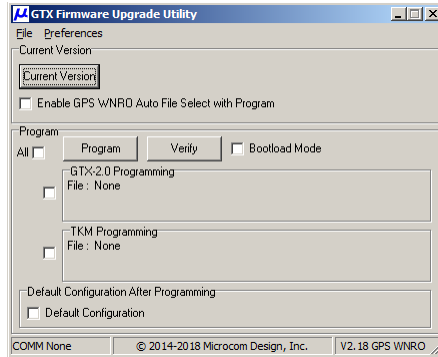 µ GTX Firmware Upgrade Utility
File Preferences
Current Version
Current Version
Enable GPS WNRO Auto File Select with Program
Program
All Program Verify Bootload Mode
GTX-2.0 Programming
File : None
TKM Programming
File : None
Default Configuration After Programming
Default Configuration
COMM None © 2014-2018 Microcom Design, Inc. V2.18 GPS WNRO